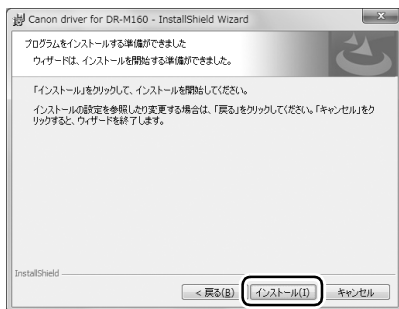 Canon driver for DR-M160 - InstallShield Wizard
プログラムをインストールする準備ができました
ウィザードは、インストールを開始する準備ができました。
「インストール」をクリックして、インストールを開始してください。
インストールの設定を参照したり変更する場合は、「戻る」をクリックしてください。「キャンセル」をク
リックすると、ウィザードを終了します。
InstallShield
< 戻る(B)
インストール(I)
キャンセル